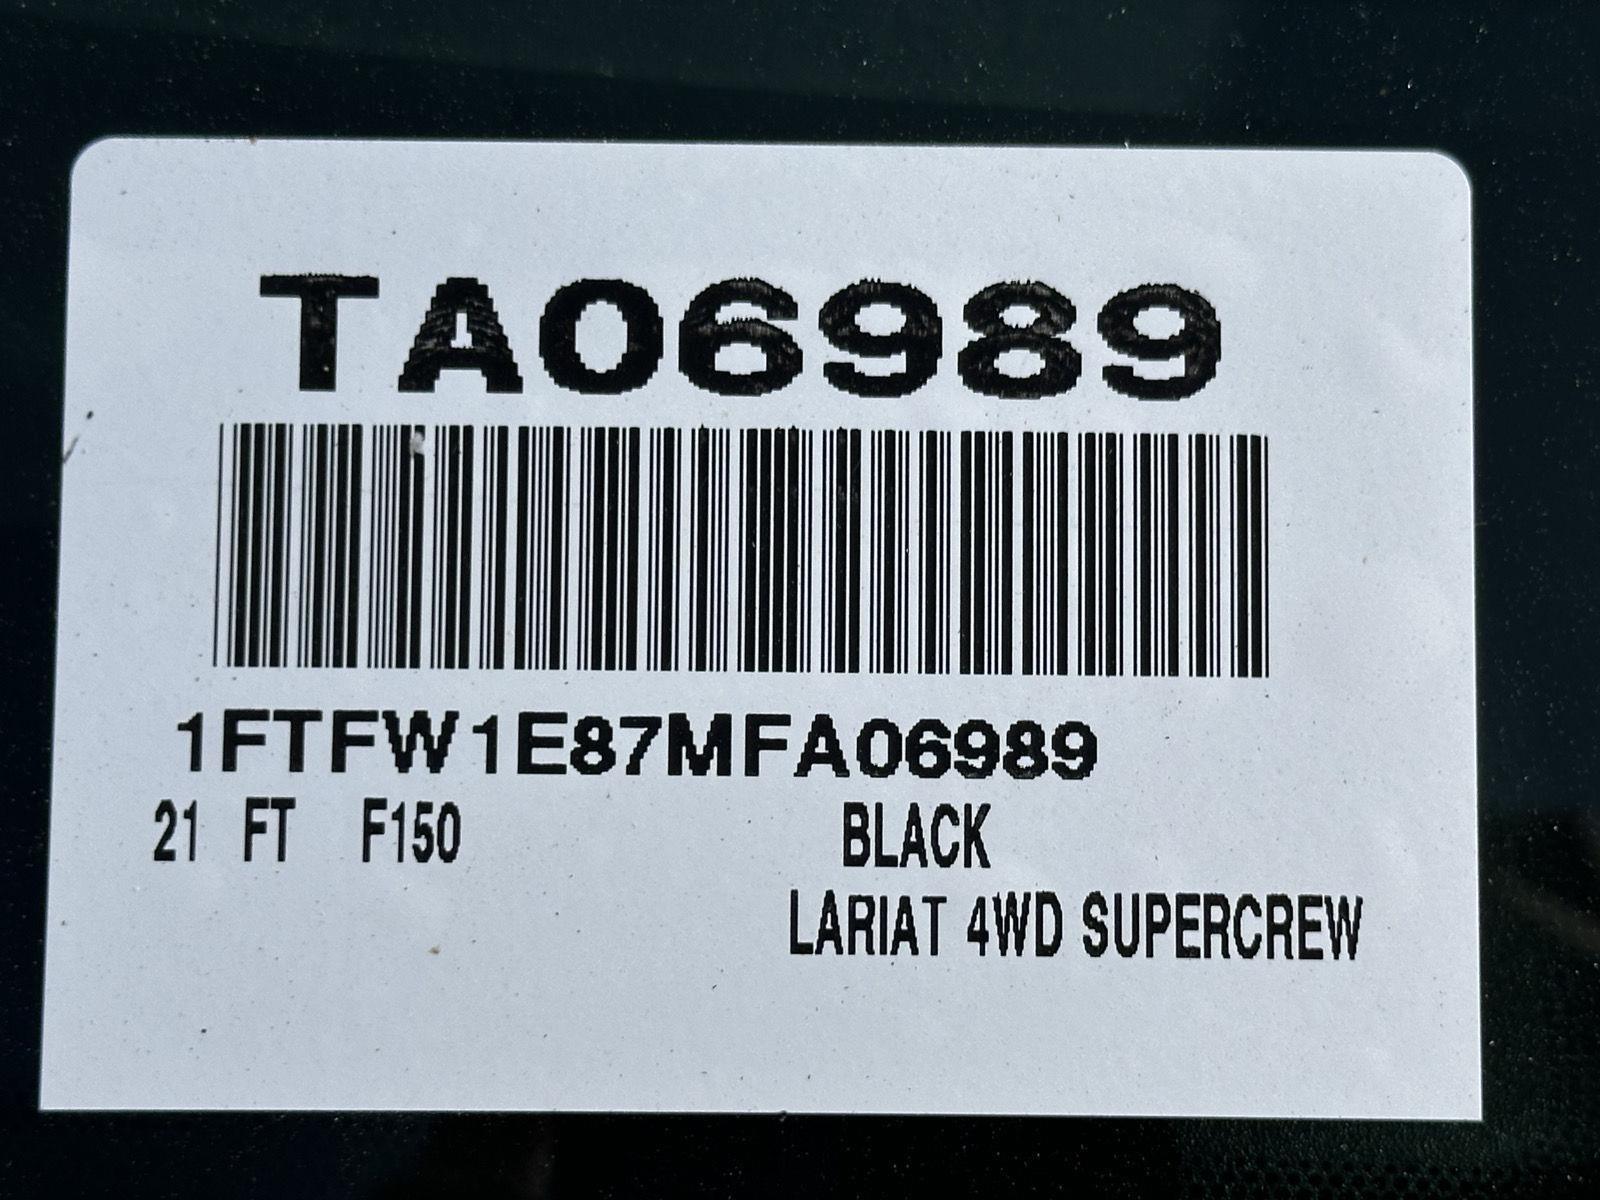 TA06989
1FTFW1E87MFA06989
21 FT F150 BLACK
LARIAT 4WD SUPERCREW